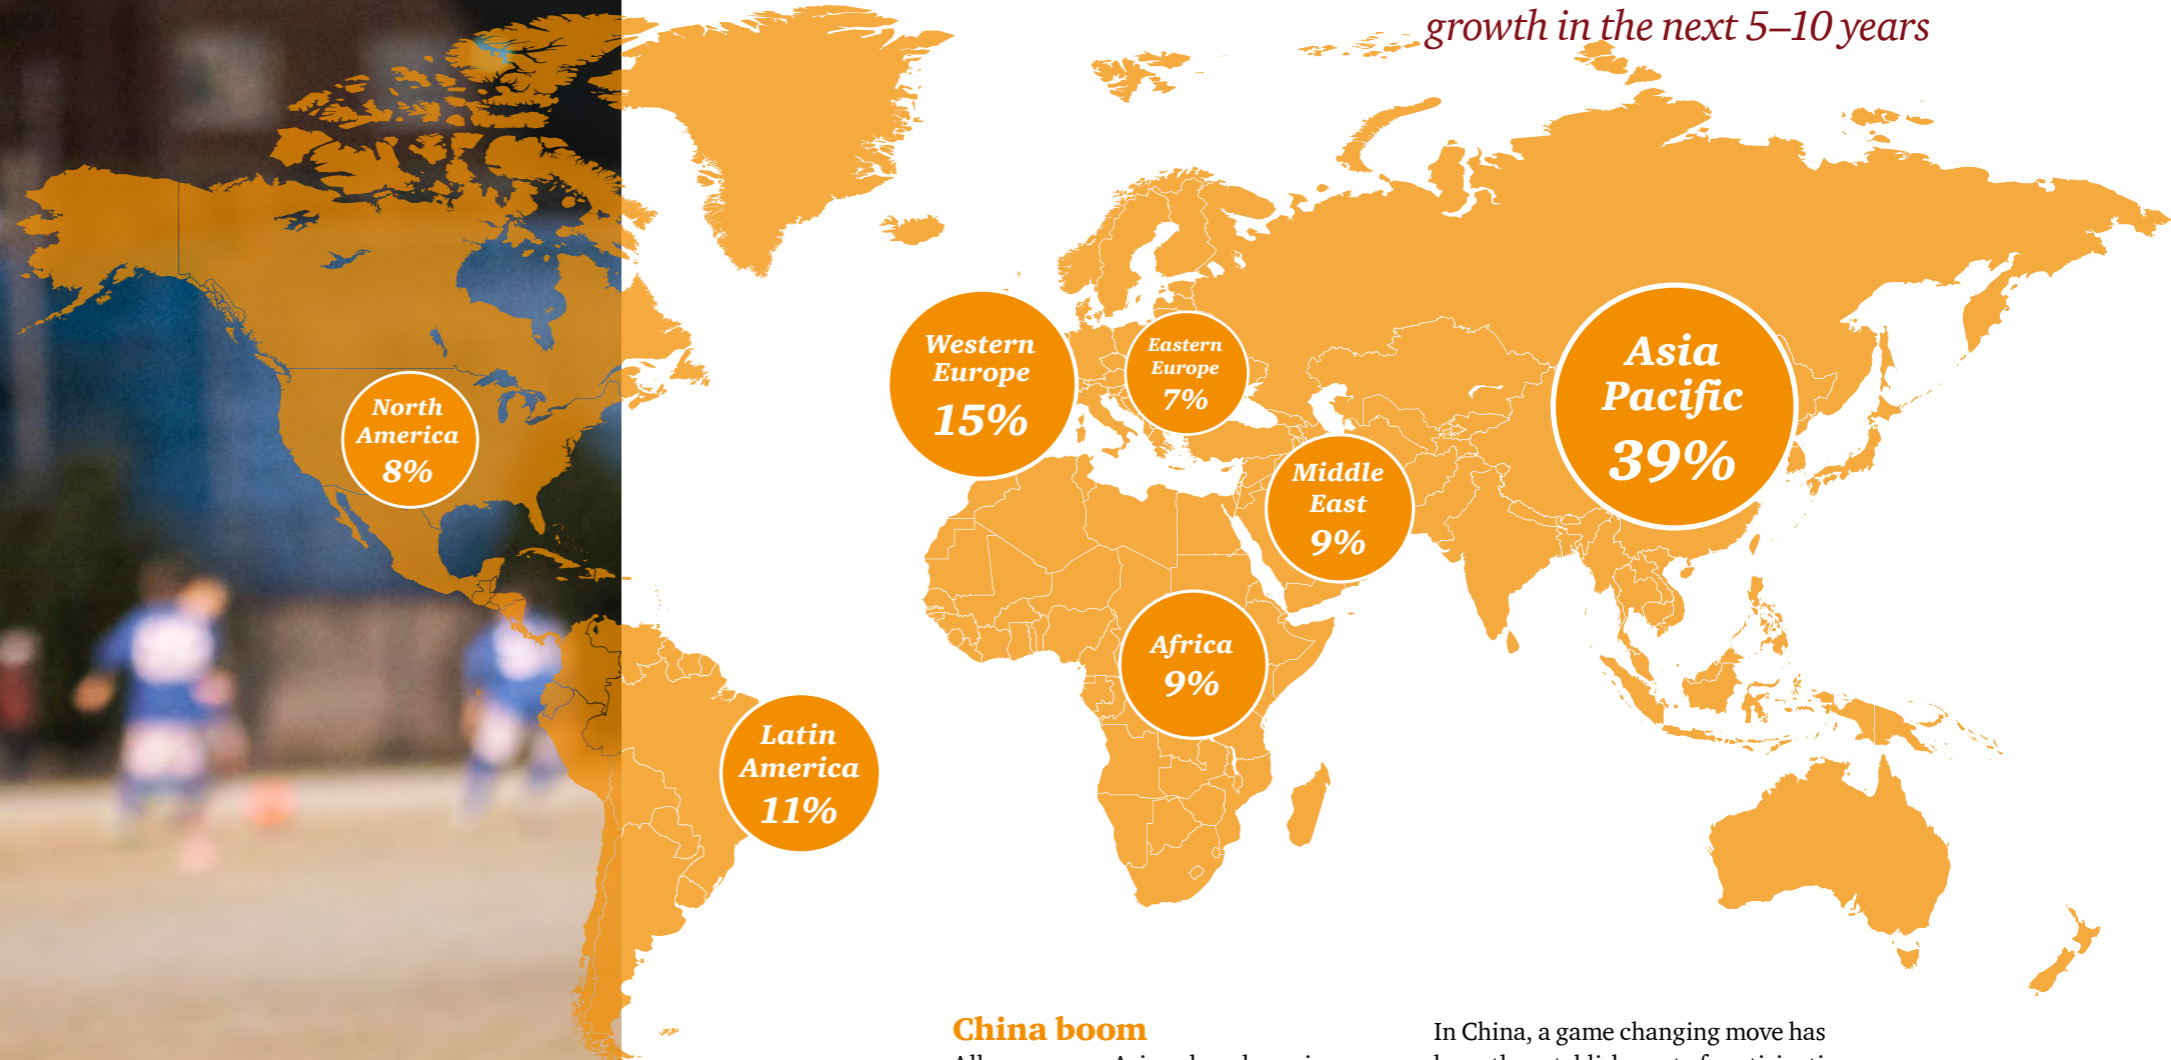 growth in the next 5–10 years
North
America
8%
Western
Europe
15%
Eastern
Europe
7%
Asia
Pacific
39%
Middle
East
9%
Africa
9%
Latin
America
11%
China boom
In China, a game changing move has